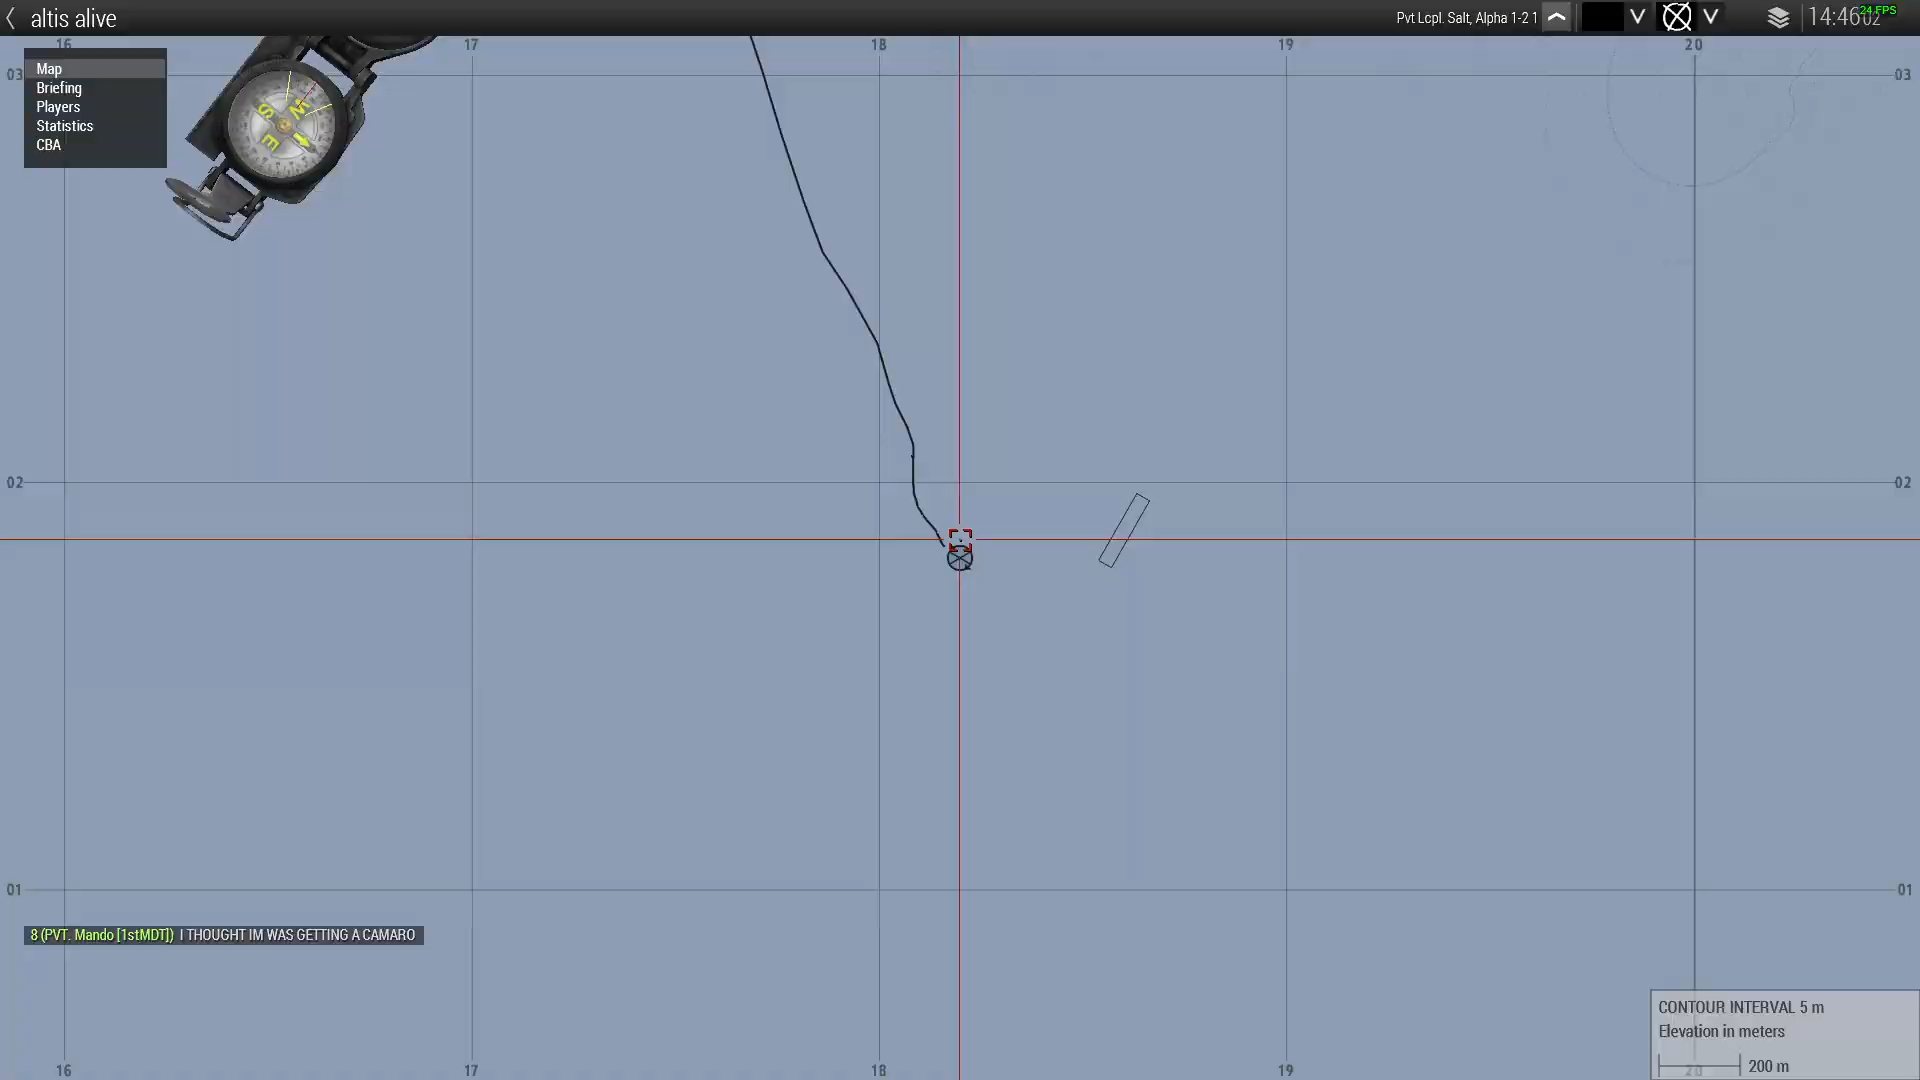 altis alive
Pvt Lcpl. Salt, Alpha 1-2 1
V
V
14:46
24 FPS
16 17 18 19 20
03 03
Map
Briefing
Players
Statistics
CBA
S
E
02 02
01 01
8 (PVT. Mando [1stMDT]) I THOUGHT IM WAS GETTING A CAMARO
CONTOUR INTERVAL 5 m
Elevation in meters
200 m
16 17 18 19 20